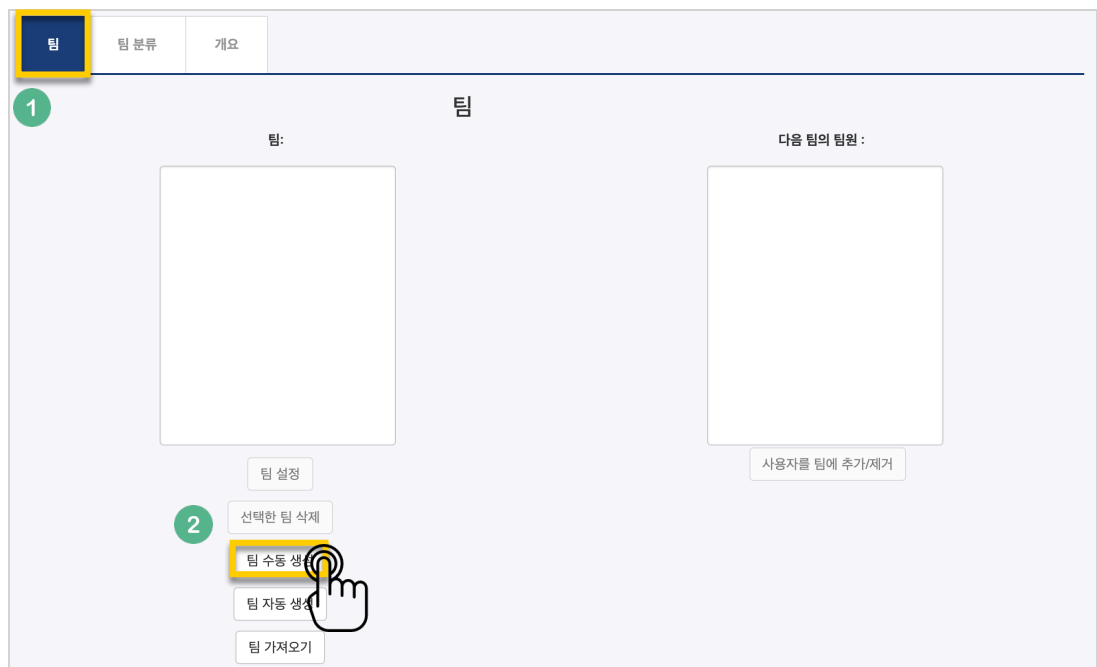 팀 팀 분류 개요
1
팀
팀: 다음 팀의 팀원 :
팀 설정
사용자를 팀에 추가/제거
선택한 팀 삭제
2
팀 수동 생성
팀 자동 생성
팀 가져오기